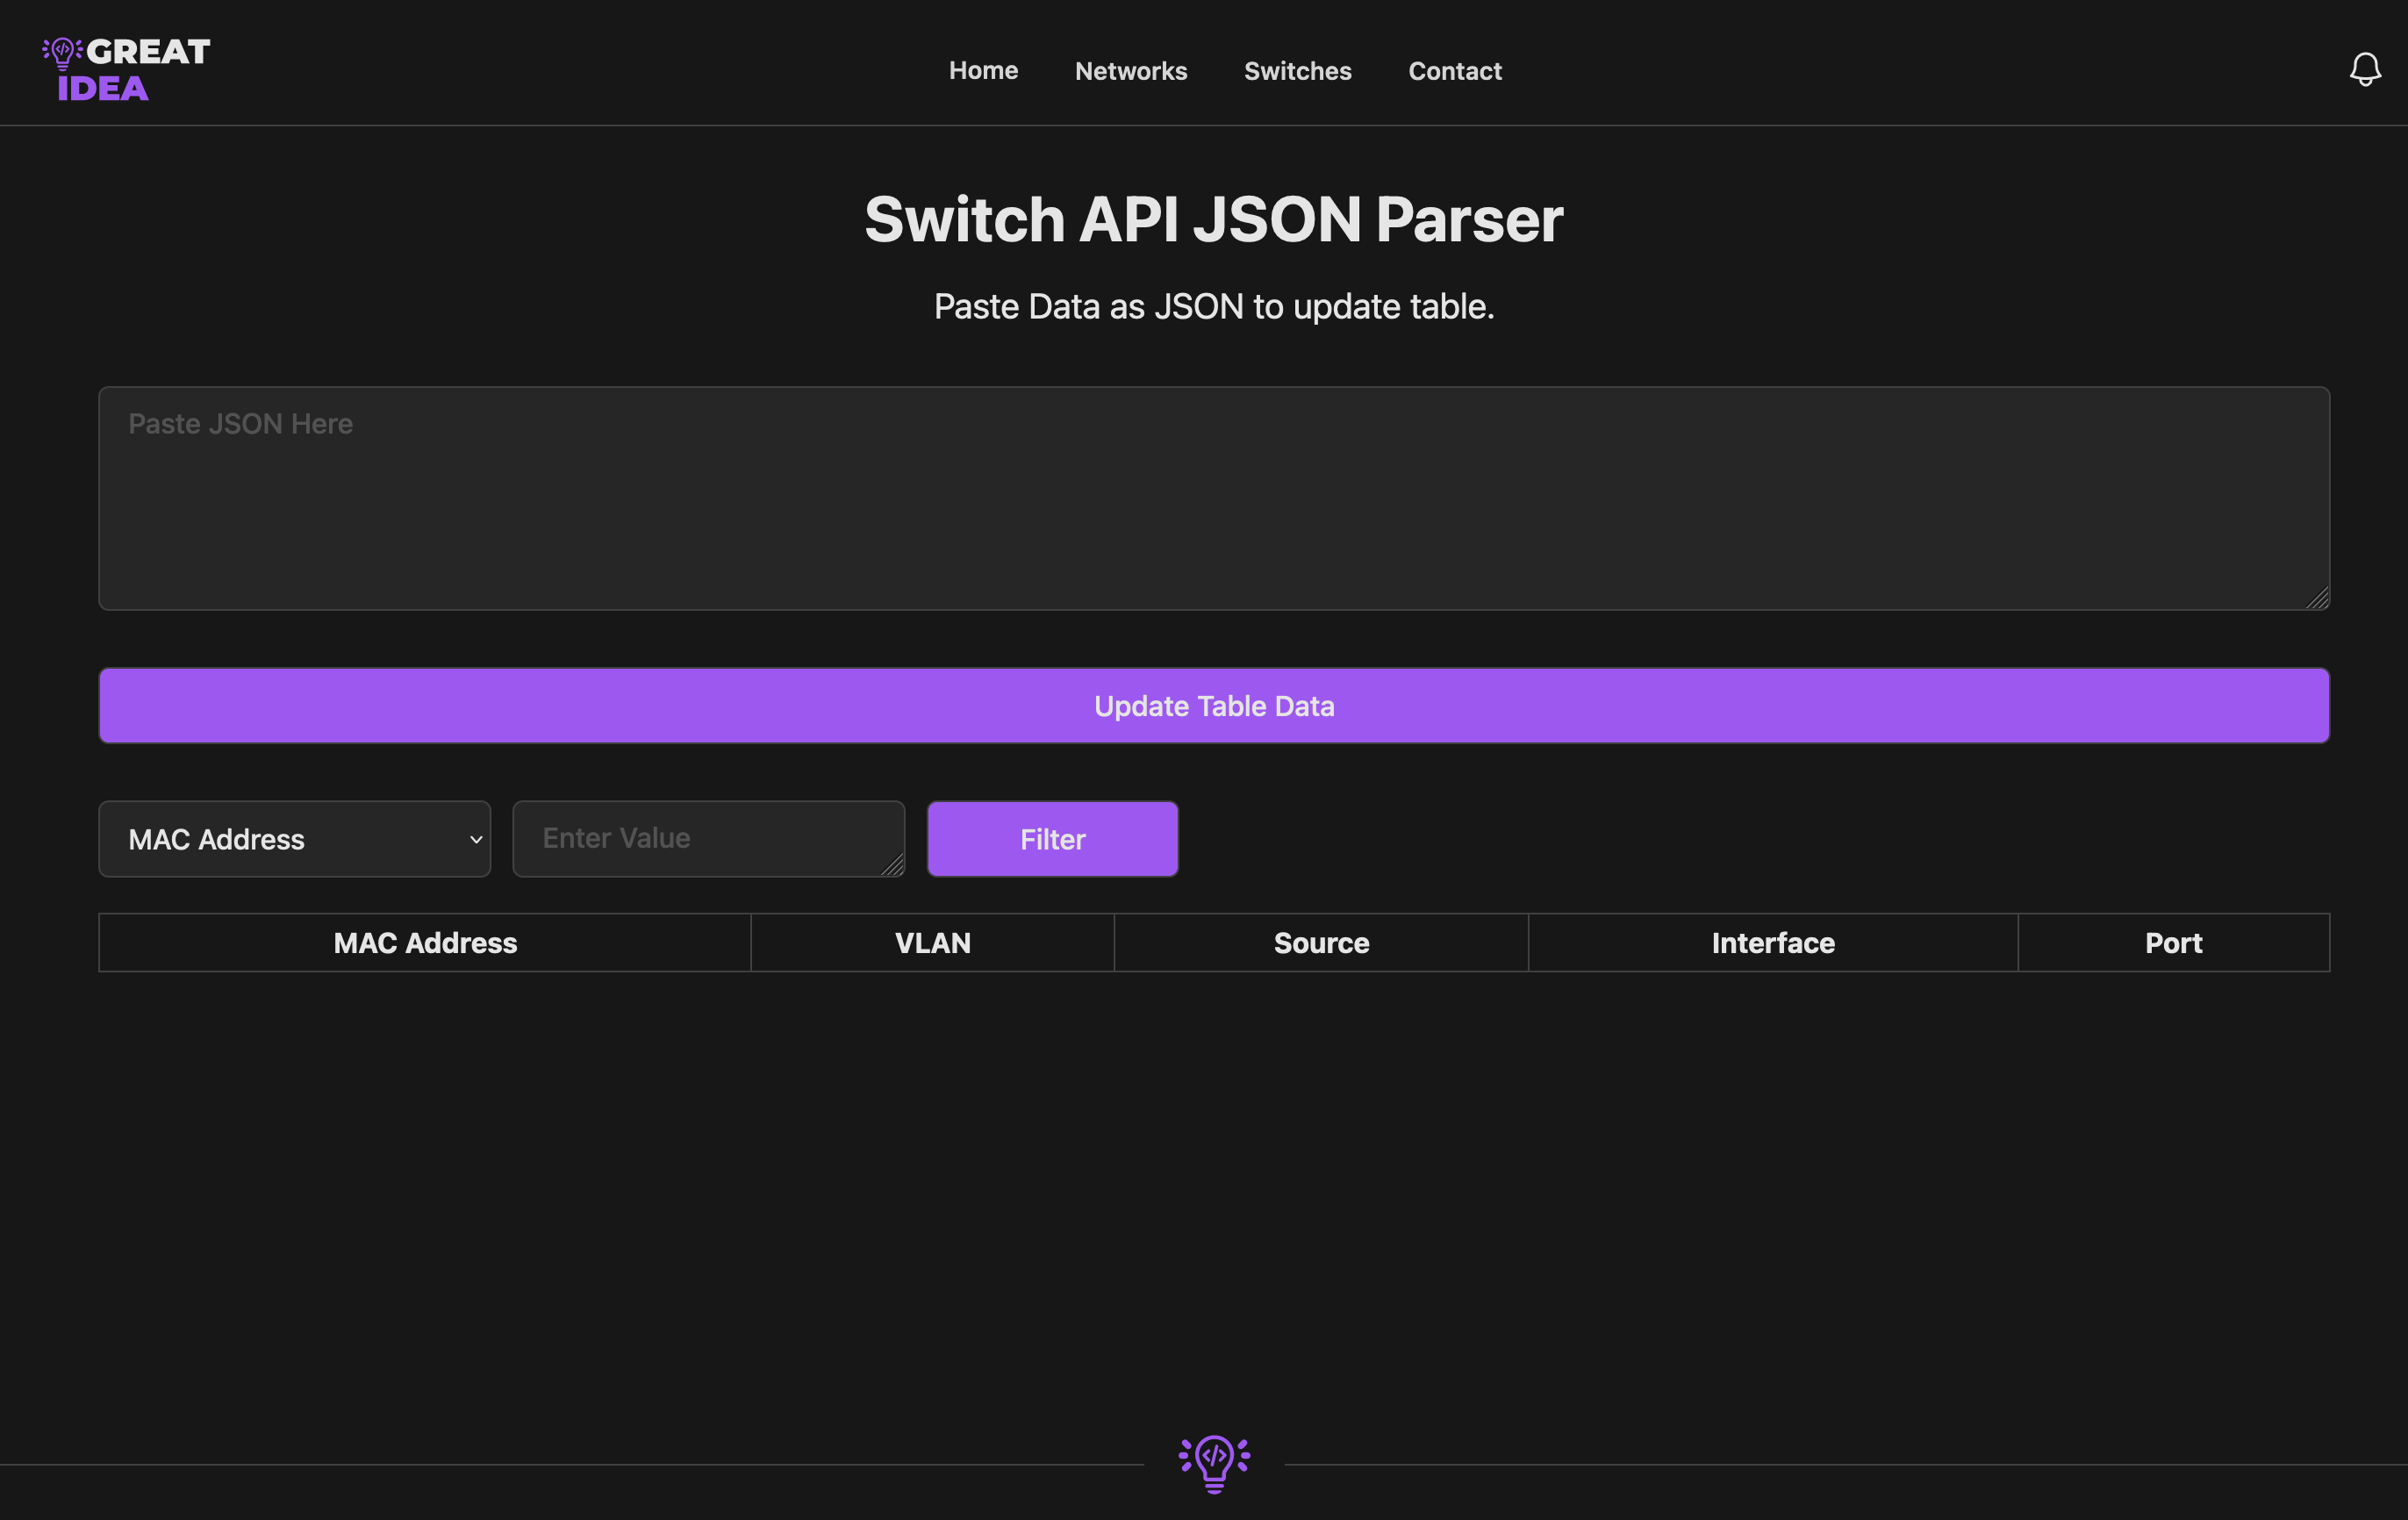 GREAT
IDEA
Home Networks Switches Contact
Switch API JSON Parser
Paste Data as JSON to update table.
Paste JSON Here
Update Table Data
MAC Address Enter Value Filter
MAC Address VLAN Source Interface Port